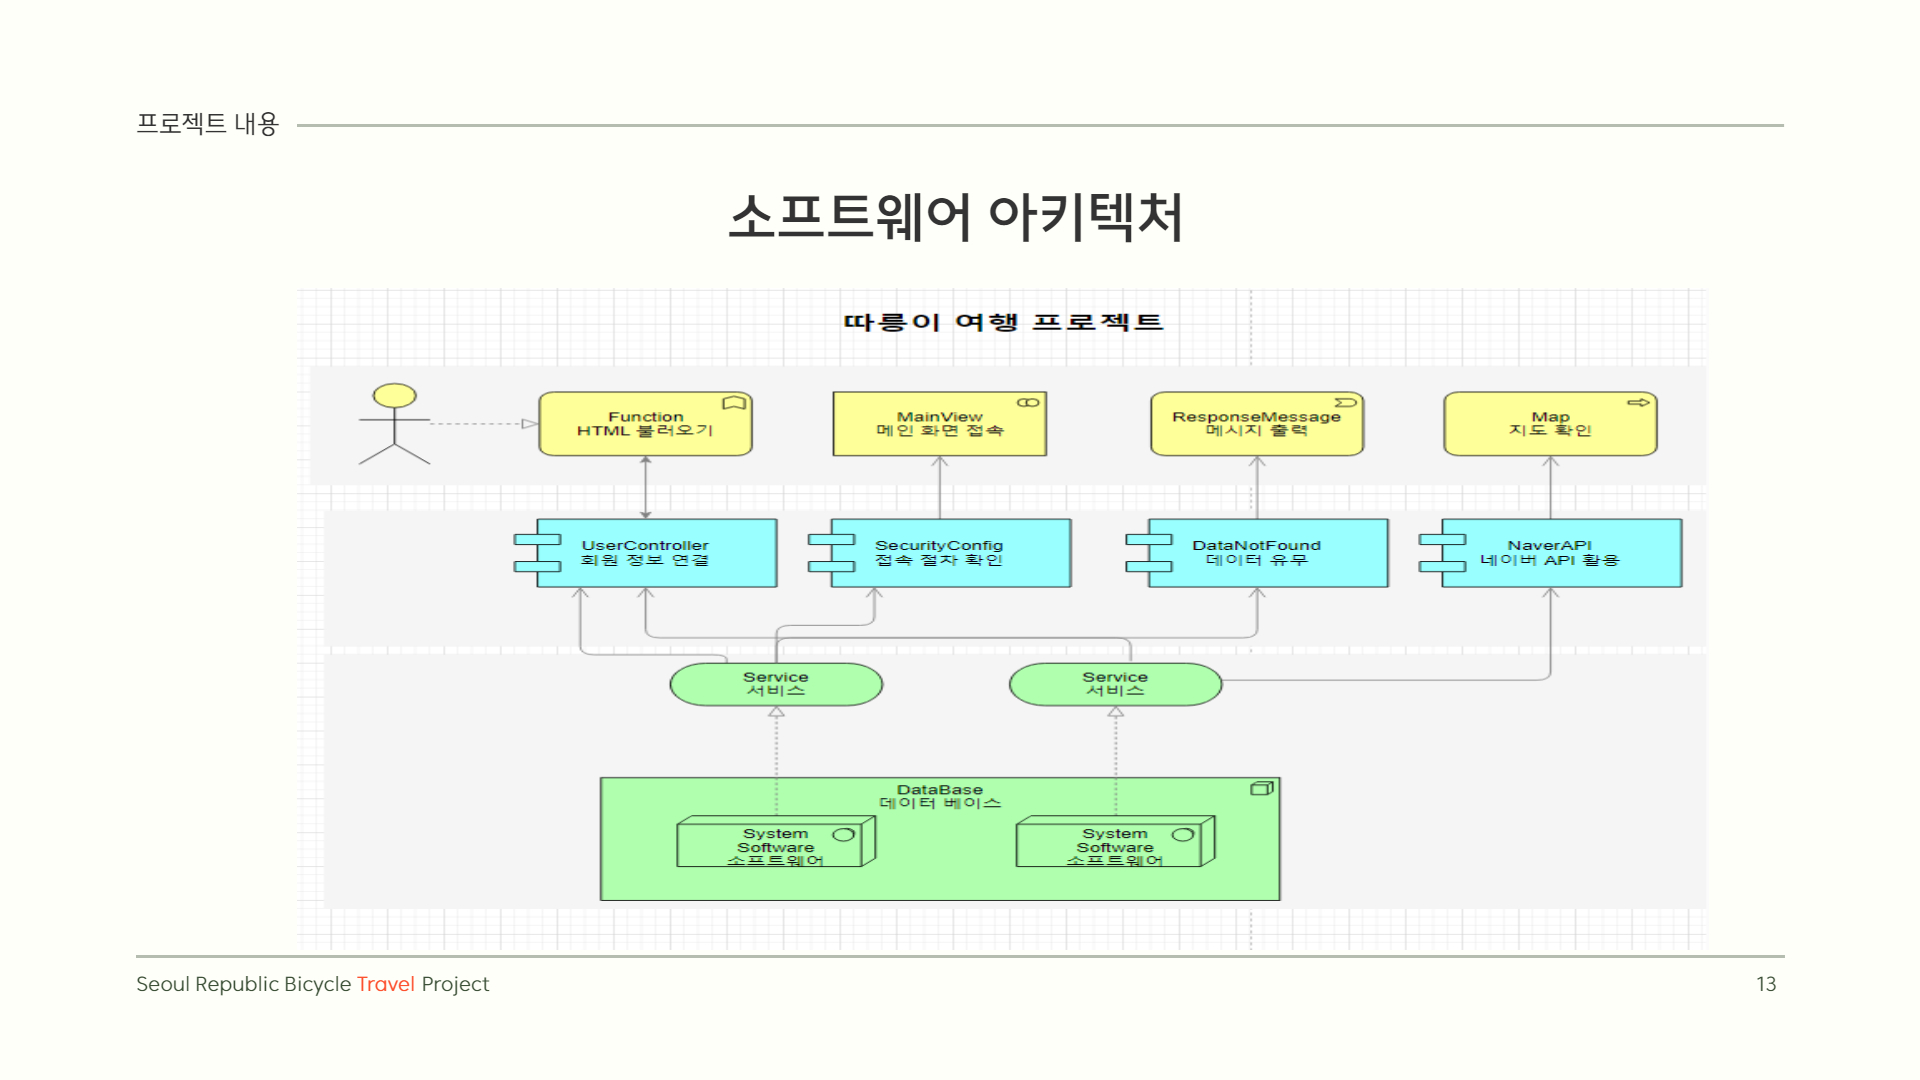 프로젝트 내용
소프트웨어 아키텍처
따릉이 여행 프로젝트
Function
HTML 불러오기
MainView
메인 화면 접속
ResponseMessage
메시지 출력
Map
지도 확인
UserController
회원 정보 연결
SecurityConfig
접속 절차 확인
DataNotFound
데이터 유무
NaverAPI
네이버 API 활용
Service
서비스
Service
서비스
DataBase
데이터 베이스
System
Software
소프트웨어
System
Software
소프트웨어
Seoul Republic Bicycle Travel Project
13